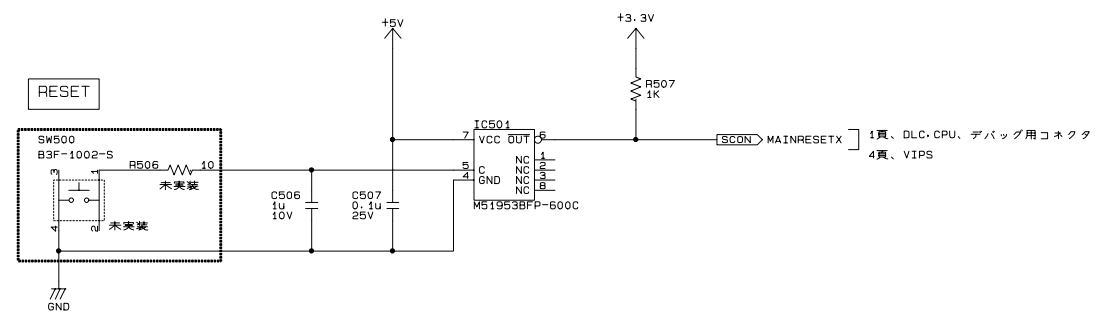 +5V
+3.3V
RESET
R507
1K
SW500
B3F-1002-S
R506
10
未実装
3
1
4
2
未実装
GND
C506
1u
10V
C507
0.1u
25V
IC501
7
VCC
OUT
6
5
C
4
GND
NC
1
NC
2
NC
3
NC
8
M51953BFP-600C
SCON
MAINRESETX
1頁、DLC・CPU、デバッグ用コネクタ
4頁、VIPS